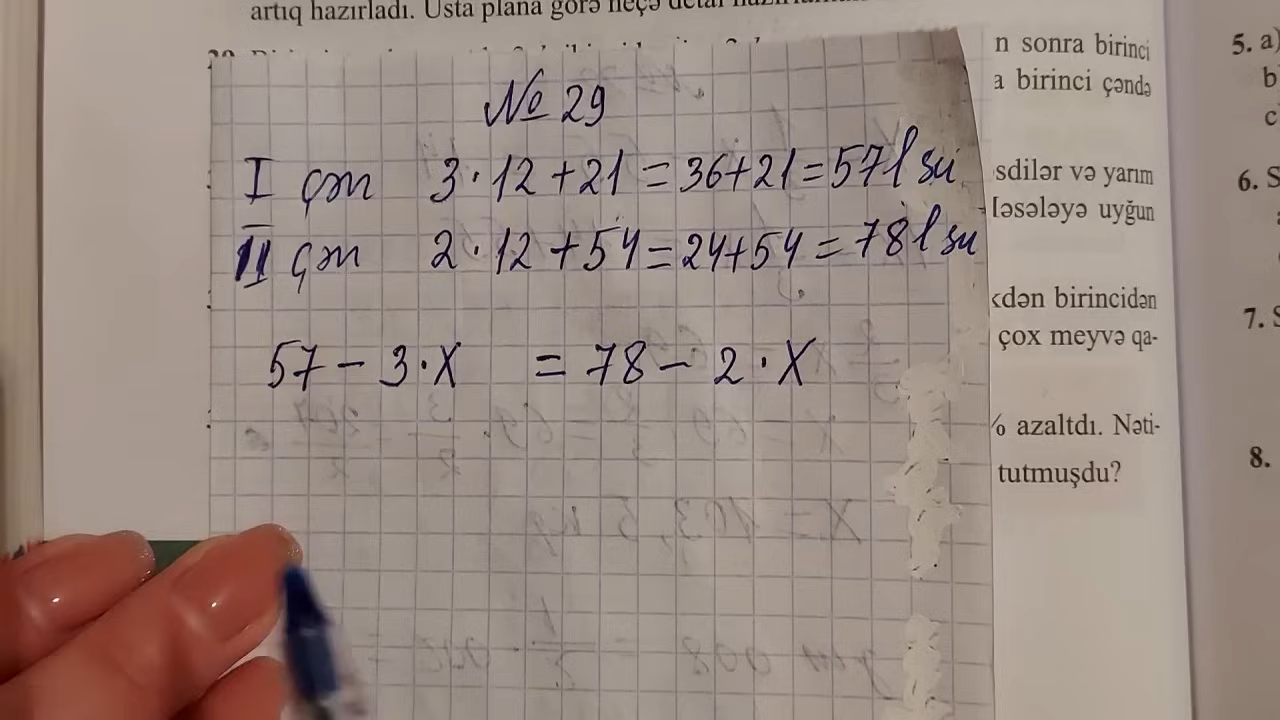 artıq hazırladı. Usta plana görə neçə detal
n sonra birinci
a birinci çəndə
sdilər və yarım
əsələyə uyğun
kdən birincidən
çox meyvə qa-
% azaltdı. Nəti-
tutmuşdu?
№ 29
I çən 3 · 12 + 21 = 36+21 = 57 l su
II çən 2 · 12 + 54 = 24+54 = 78 l su
57 - 3 · X = 78 - 2 · X
5. a)
b
c
6. S
7. S
8.